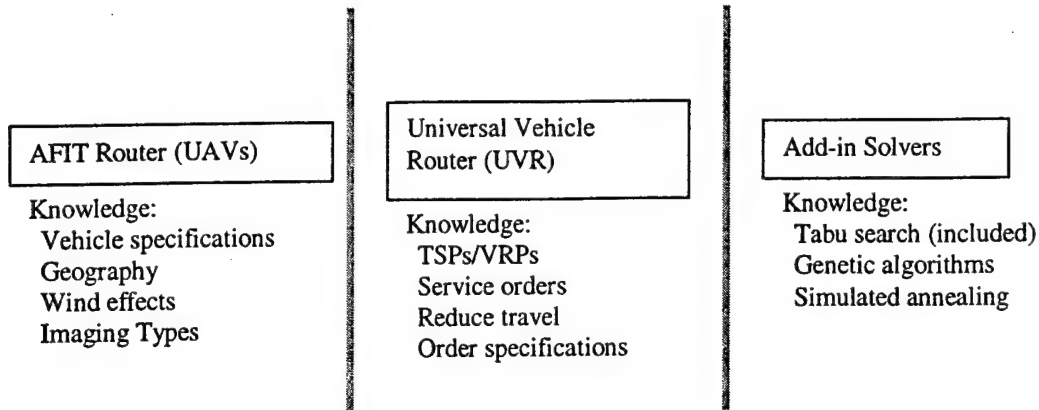 AFIT Router (UAVs)
Knowledge:
Vehicle specifications
Geography
Wind effects
Imaging Types
Universal Vehicle
Router (UVR)
Knowledge:
TSPs/VRPs
Service orders
Reduce travel
Order specifications
Add-in Solvers
Knowledge:
Tabu search (included)
Genetic algorithms
Simulated annealing